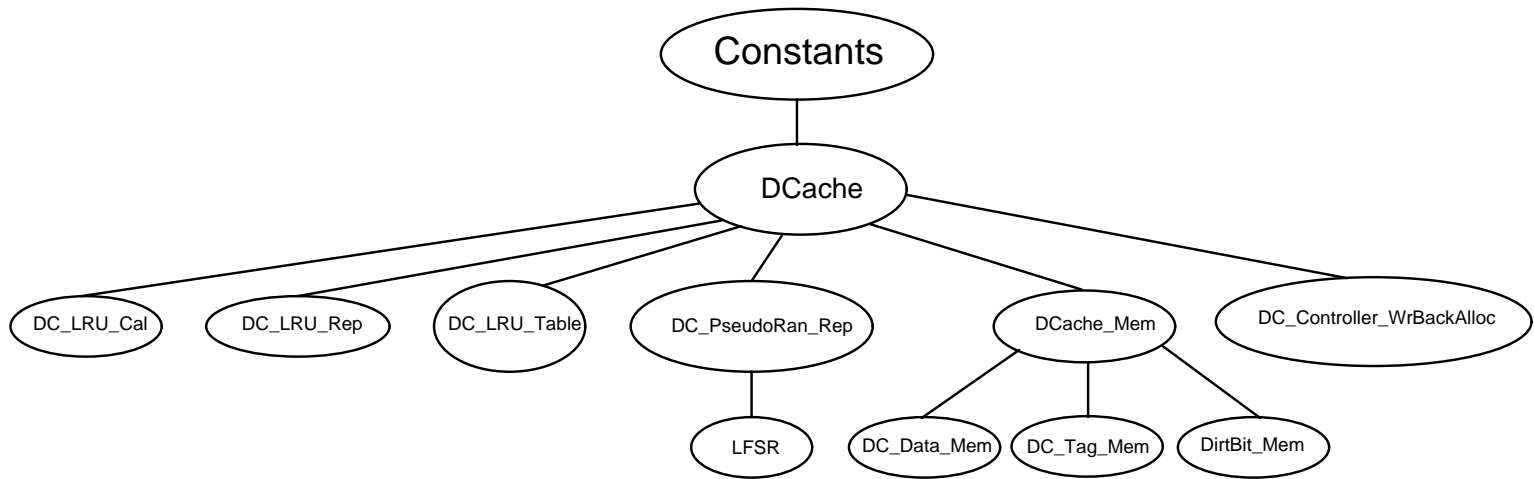 Constants
DCache
DC_LRU_Cal
DC_LRU_Rep
DC_LRU_Table
DC_PseudoRan_Rep
DCache_Mem
DC_Controller_WrBackAlloc
LFSR
DC_Data_Mem
DC_Tag_Mem
DirtBit_Mem